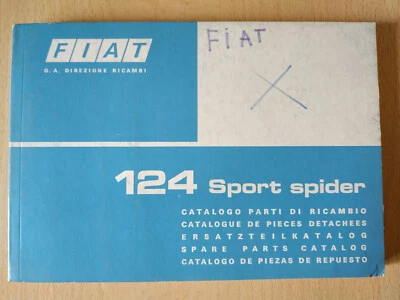 FIAT
G.A. DIREZIONE RICAMBI
FiAT
124 Sport spider
CATALOGO PARTI DI RICAMBIO
CATALOGUE DE PIECES DETACHEES
ERSATZTEILKATALOG
SPARE PARTS CATALOG
CATALOGO DE PIEZAS DE REPUESTO